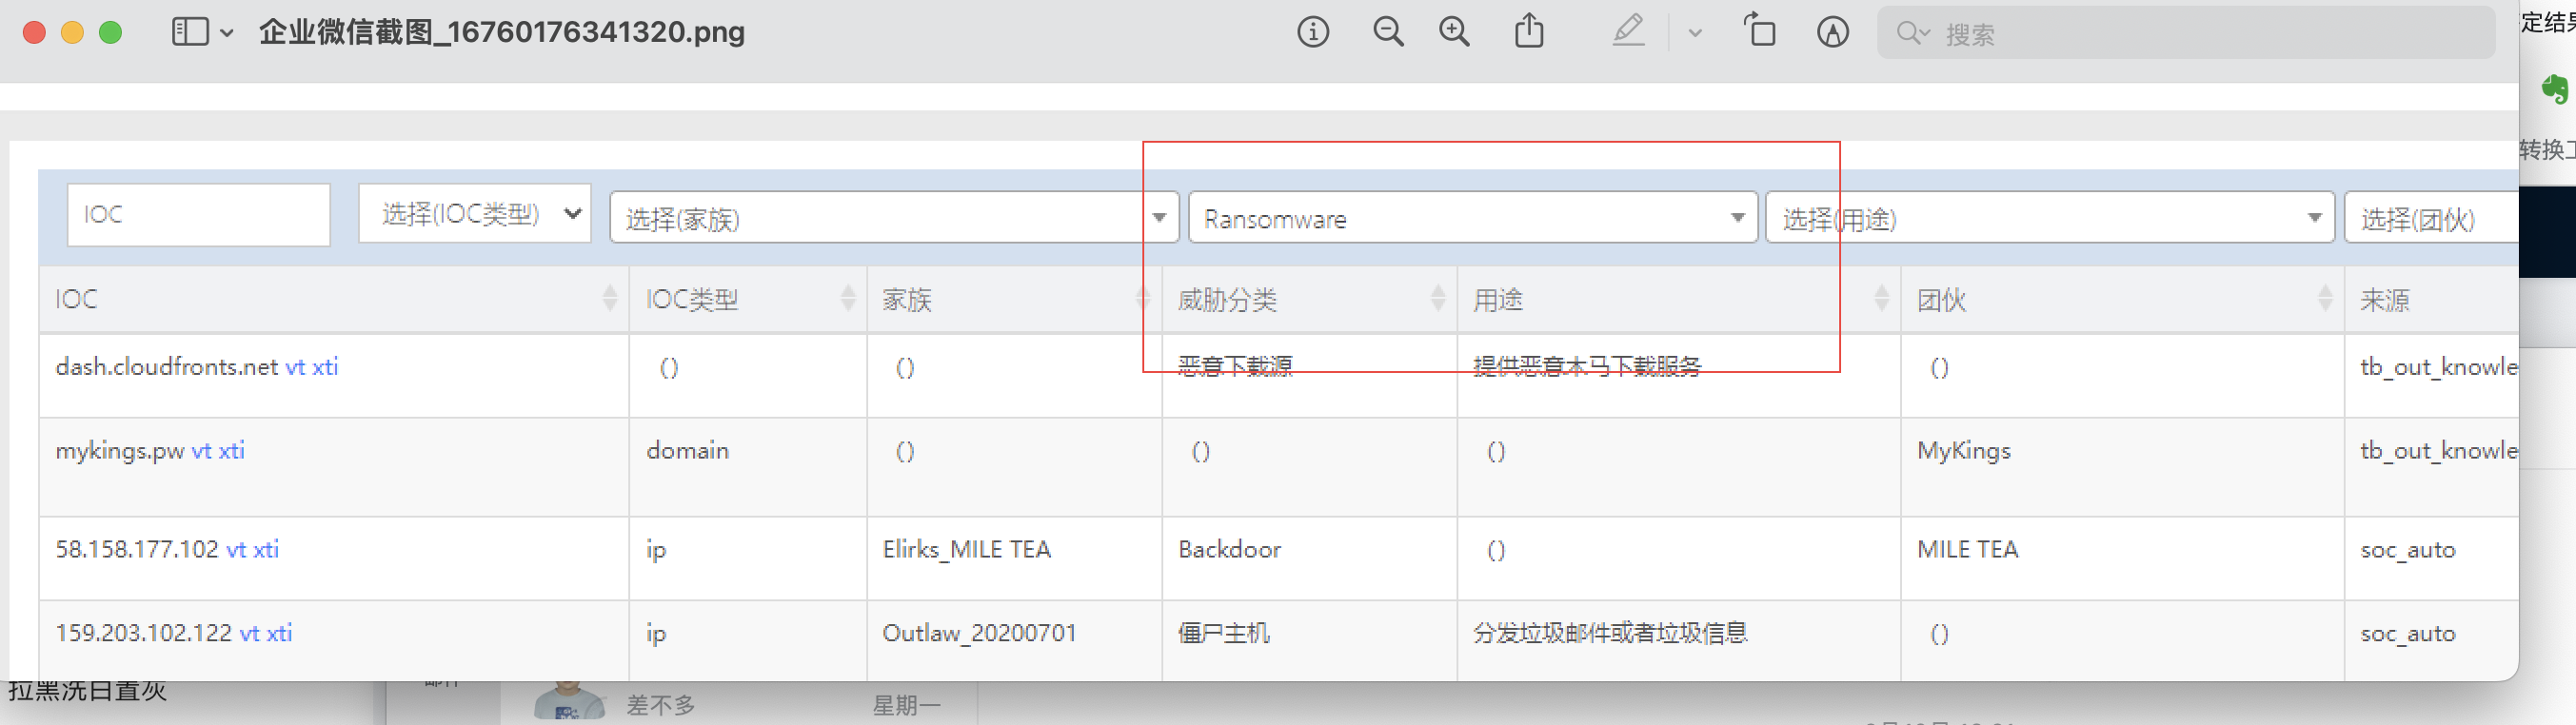 企业微信截图_16760176341320.png
搜索
转换
IOC 选择(IOC类型) 选择(家族) Ransomware 选择(用途) 选择(团伙)
IOC IOC类型 家族 威胁分类 用途 团伙 来源
dash.cloudfronts.net vt xti () () 恶意下载源 提供恶意木马下载服务 () tb_out_knowle
mykings.pw vt xti domain () () () MyKings tb_out_knowle
58.158.177.102 vt xti ip Elirks_MILE TEA Backdoor () MILE TEA soc_auto
159.203.102.122 vt xti ip Outlaw_20200701 僵尸主机 分发垃圾邮件或者垃圾信息 () soc_auto
拉黑洗白置灰
差不多 星期一